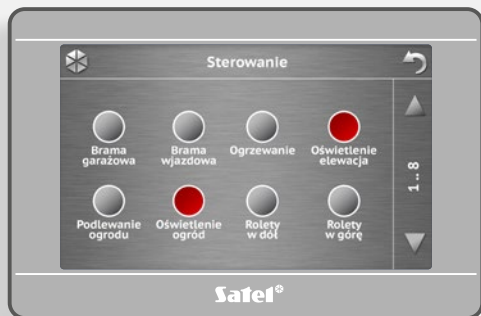 Sterowanie
Brama
garażowa
Brama
wjazdowa
Ogrzewanie
Oświetlenie
elewacja
Podlewanie
ogrodu
Oświetlenie
ogród
Rolety
w dół
Rolety
w górę
1..8
Satel